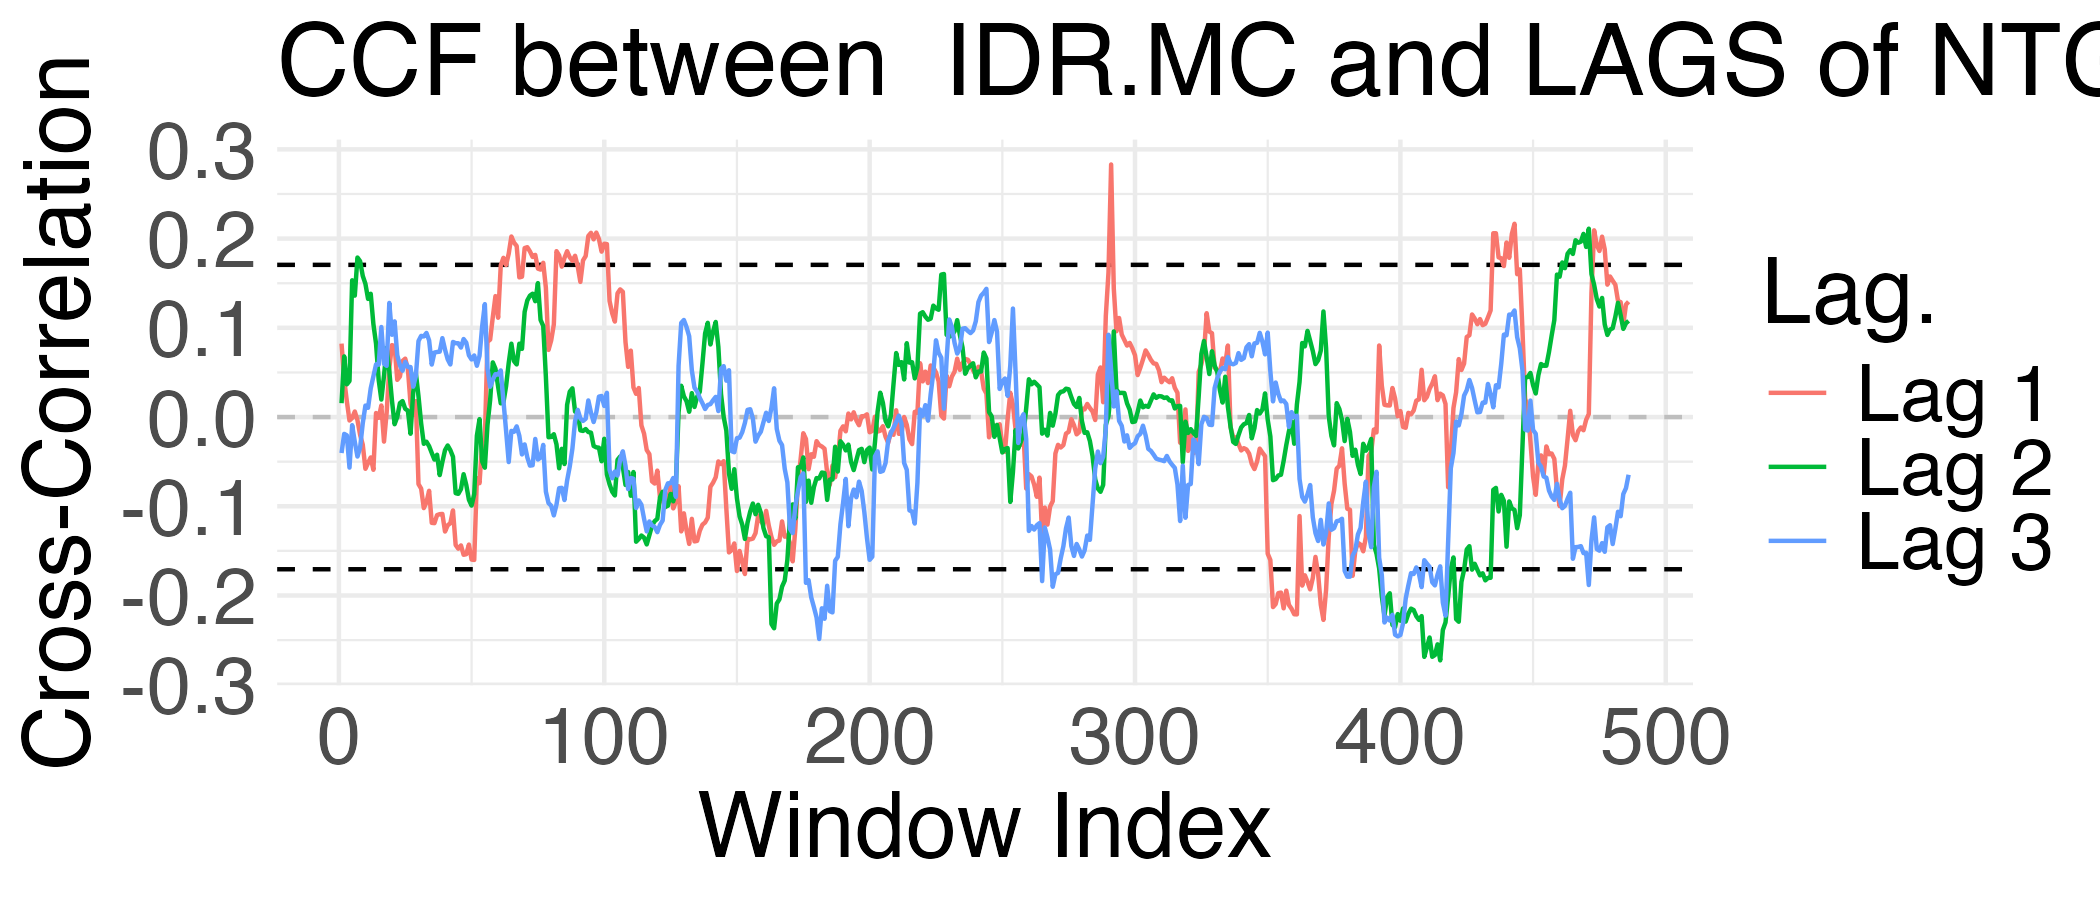 CCF between  IDR.MC and LAGS of
Cross-Correlation
0.3
0.2
0.1
0.0
-0.1
-0.2
-0.3
0 100 200 300 400 500
Window Index
Lag.
Lag 1
Lag 2
Lag 3